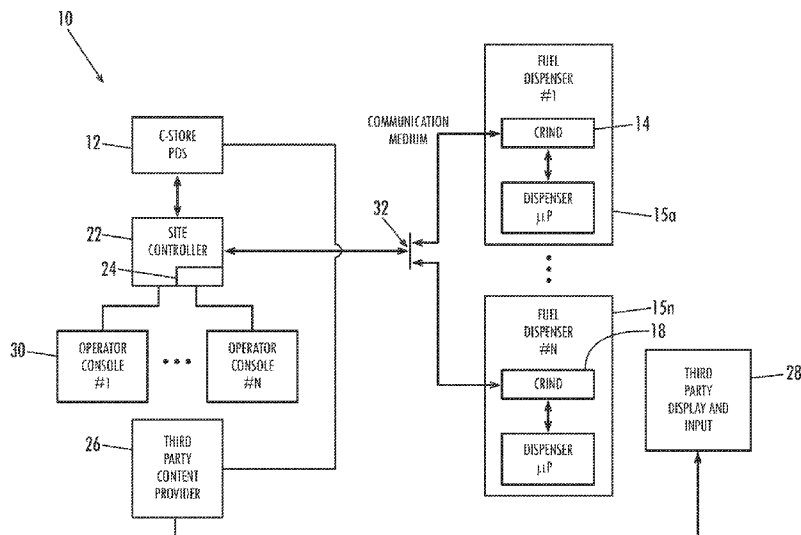 10
12
C-STORE
POS
22
SITE
CONTROLLER
24
30
OPERATOR
CONSOLE
#1
OPERATOR
CONSOLE
#N
26
THIRD
PARTY
CONTENT
PROVIDER
COMMUNICATION
MEDIUM
32
FUEL
DISPENSER
#1
CRIND
14
DISPENSER
μP
15a
FUEL
DISPENSER
#N
15n
18
CRIND
DISPENSER
μP
THIRD
PARTY
DISPLAY AND
INPUT
28